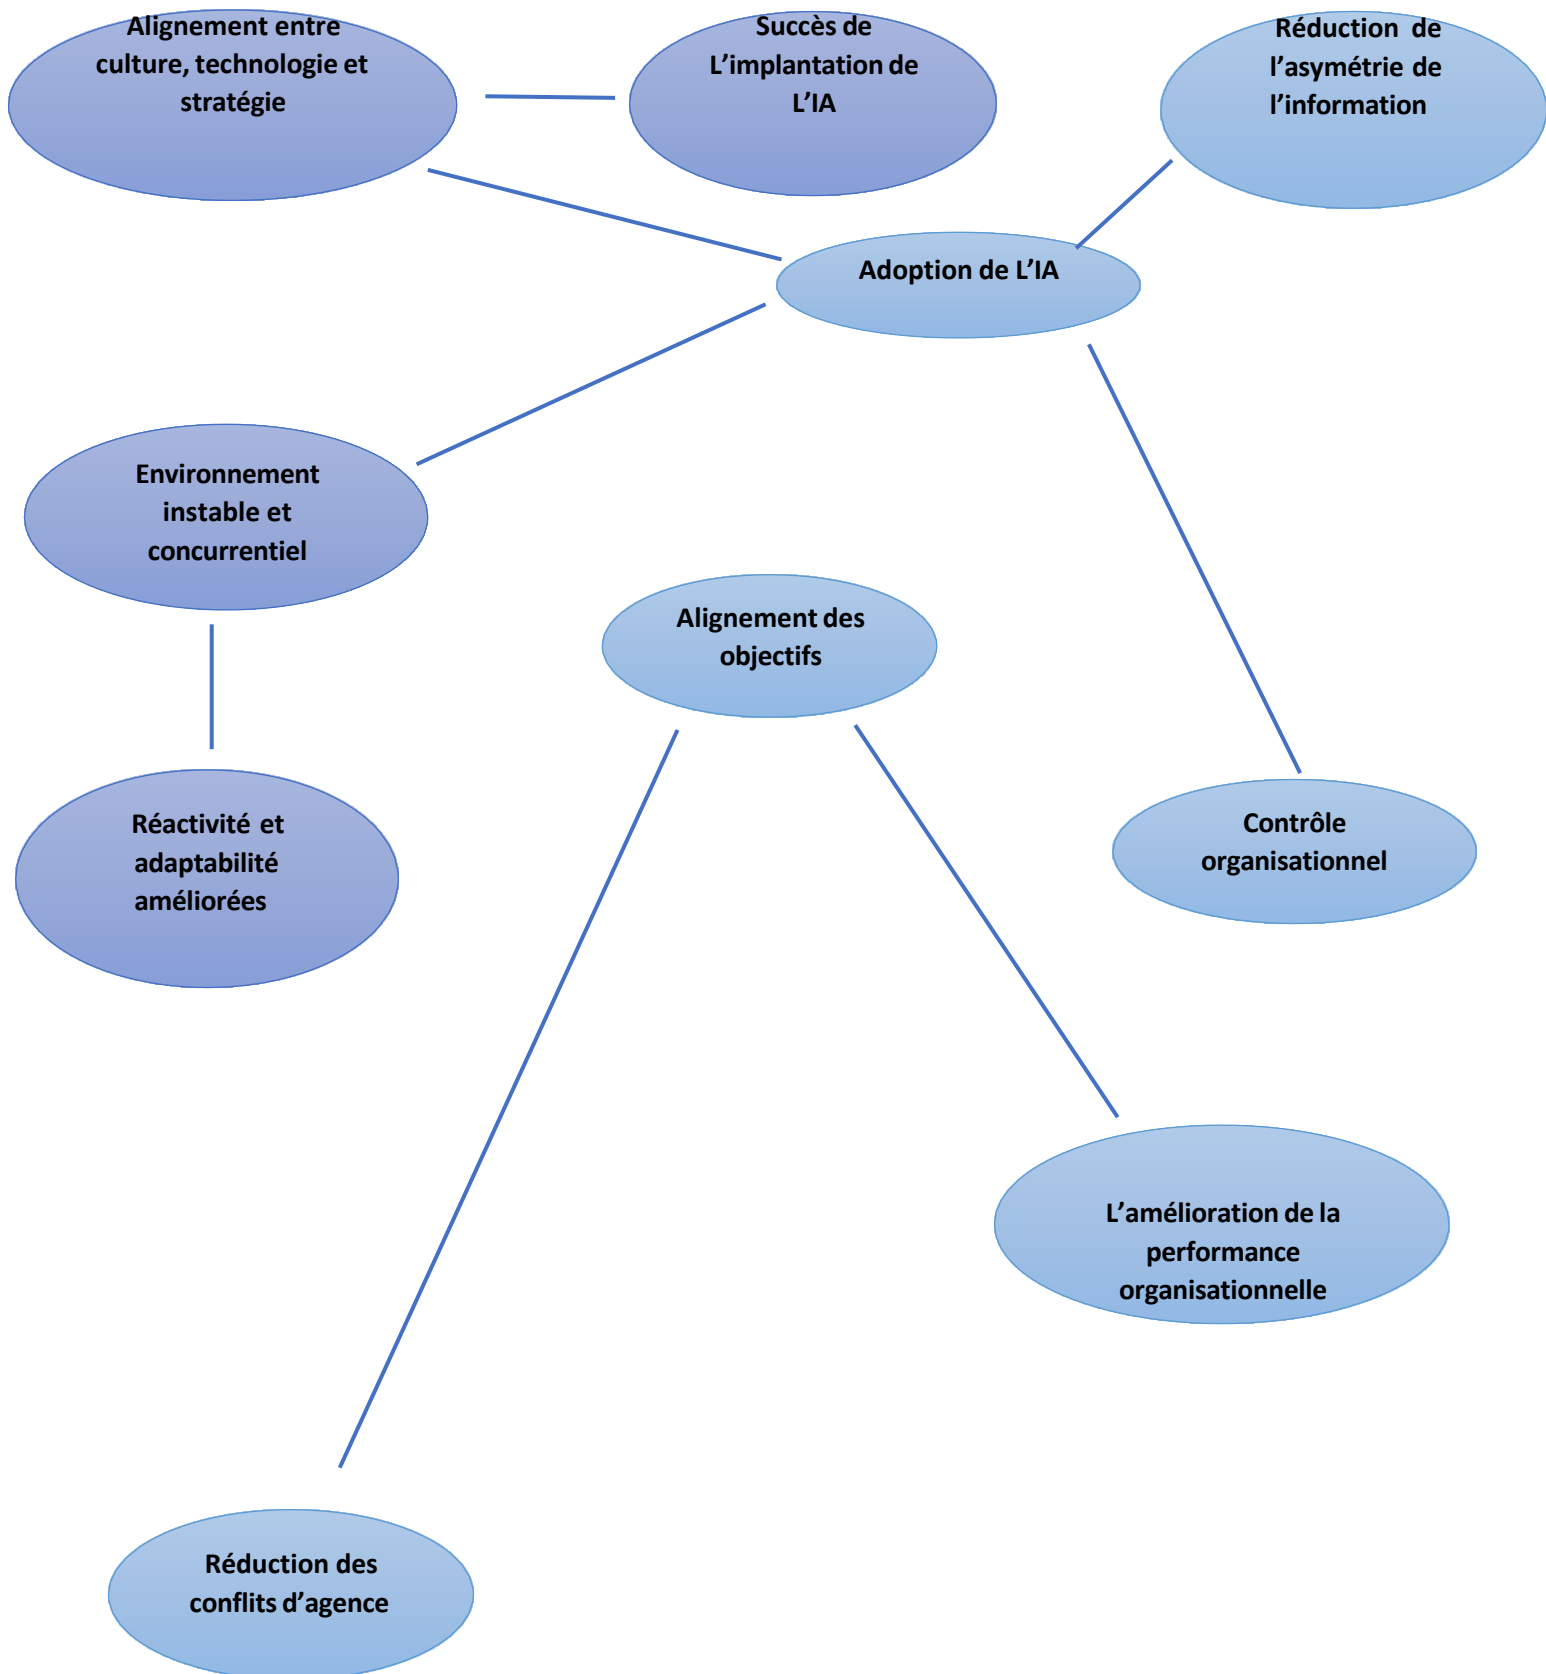 Alignement entre
culture, technologie et
stratégie
Succès de
L’implantation de
L’IA
Réduction de
l’asymétrie de
l’information
Adoption de L’IA
Environnement
instable et
concurrentiel
Alignement des
objectifs
Réactivité et
adaptabilité
améliorées
Contrôle
organisationnel
L’amélioration de la
performance
organisationnelle
Réduction des
conflits d’agence